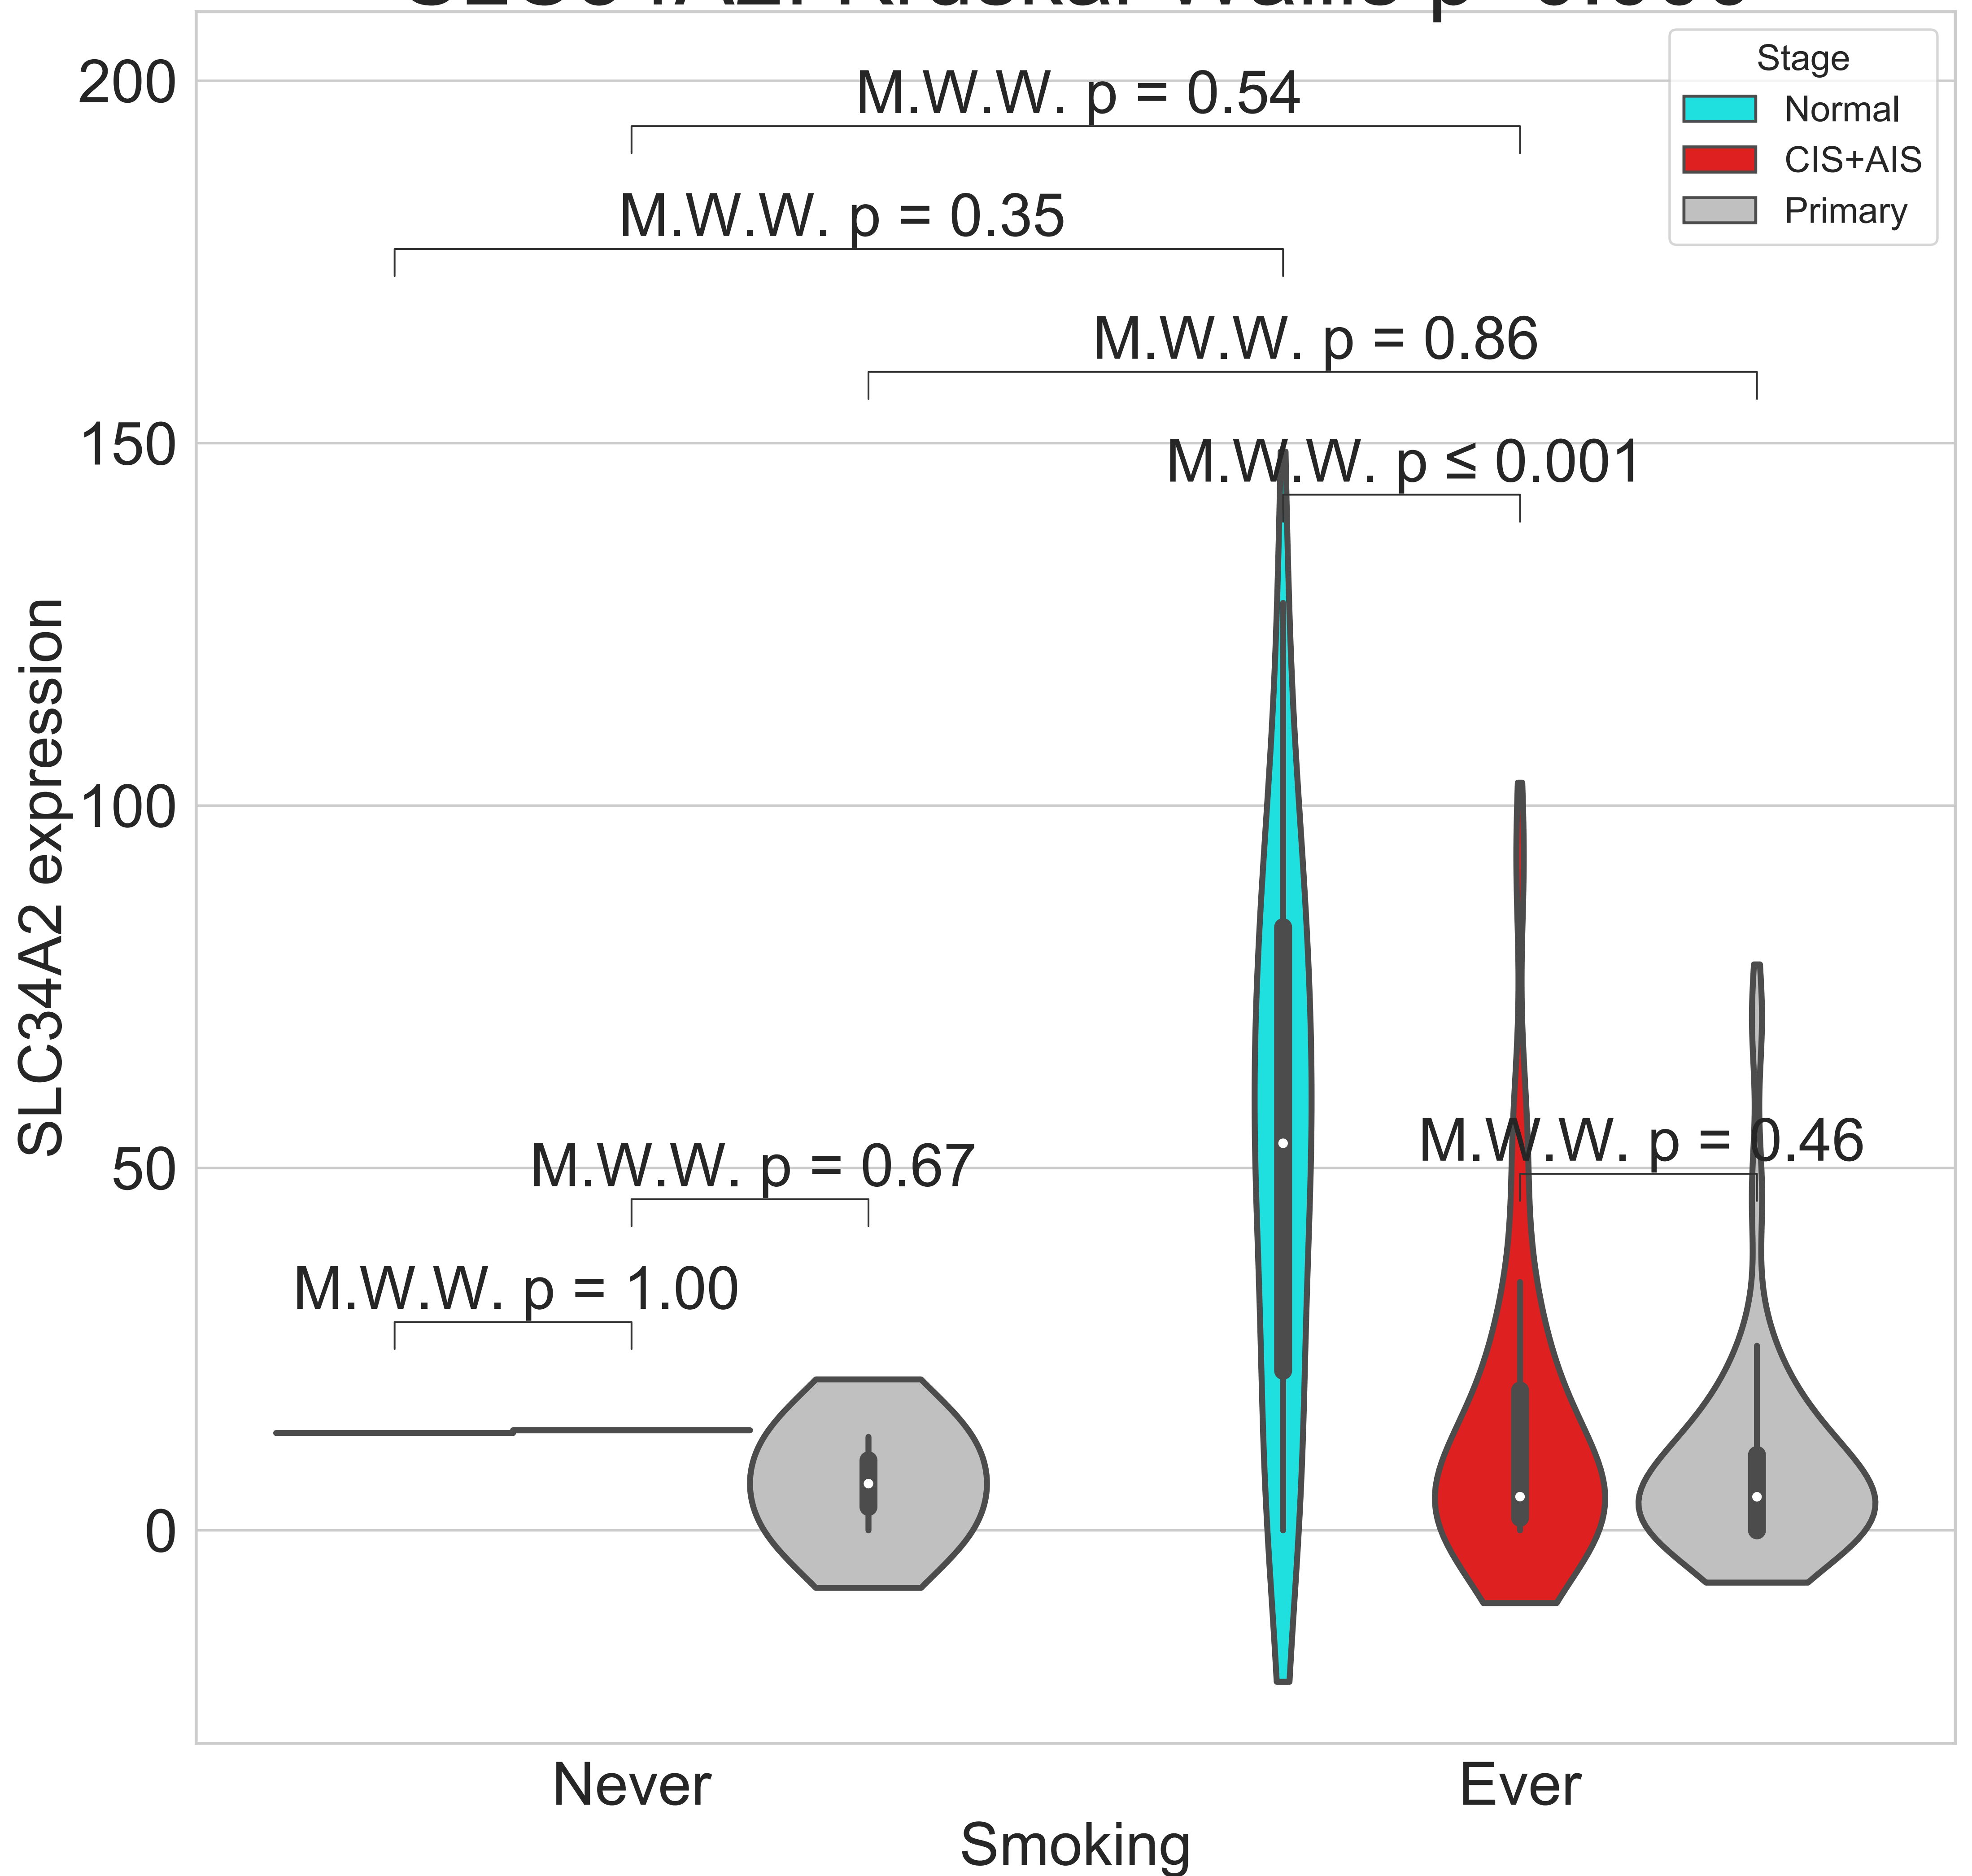 200
150
100
50
0
SLC34A2 expression
M.W.W. p = 0.54
M.W.W. p = 0.35
M.W.W. p = 0.86
M.W.W. p ≤ 0.001
M.W.W. p = 0.46
M.W.W. p = 0.67
M.W.W. p = 1.00
Stage
Normal
CIS+AIS
Primary
Never
Ever
Smoking